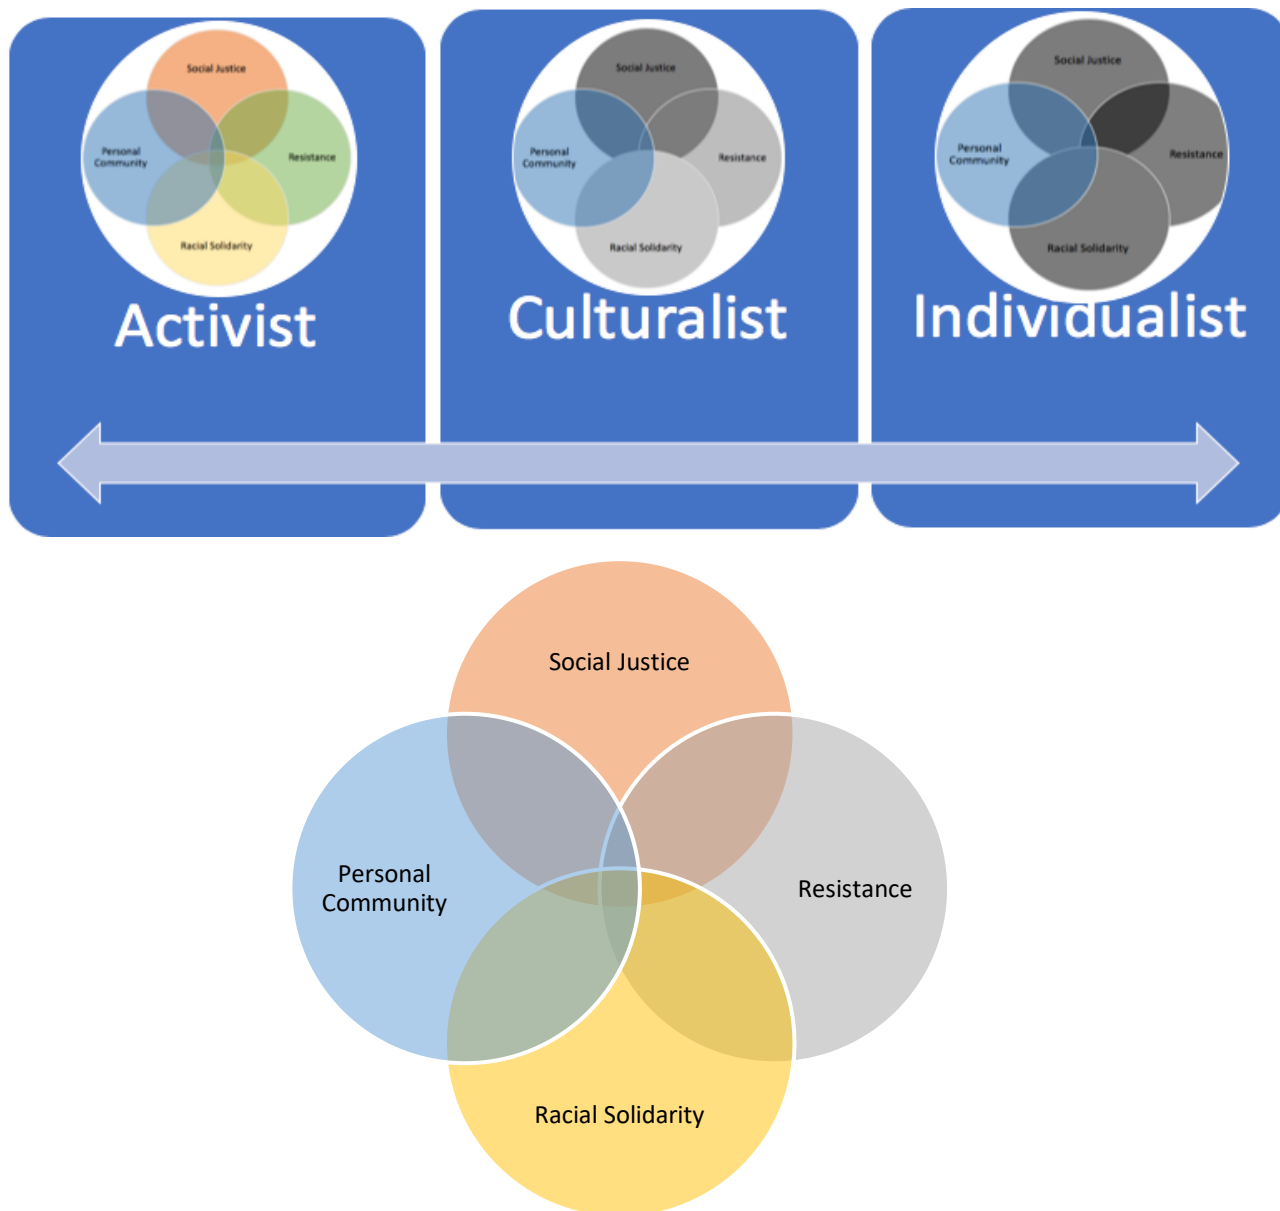 Social Justice
Personal
Community
Resistance
Racial Solidarity
Activist
Social Justice
Personal
Community
Resistance
Racial Solidarity
Culturalist
Social Justice
Personal
Community
Resistance
Racial Solidarity
Individualist
Social Justice
Personal
Community
Resistance
Racial Solidarity